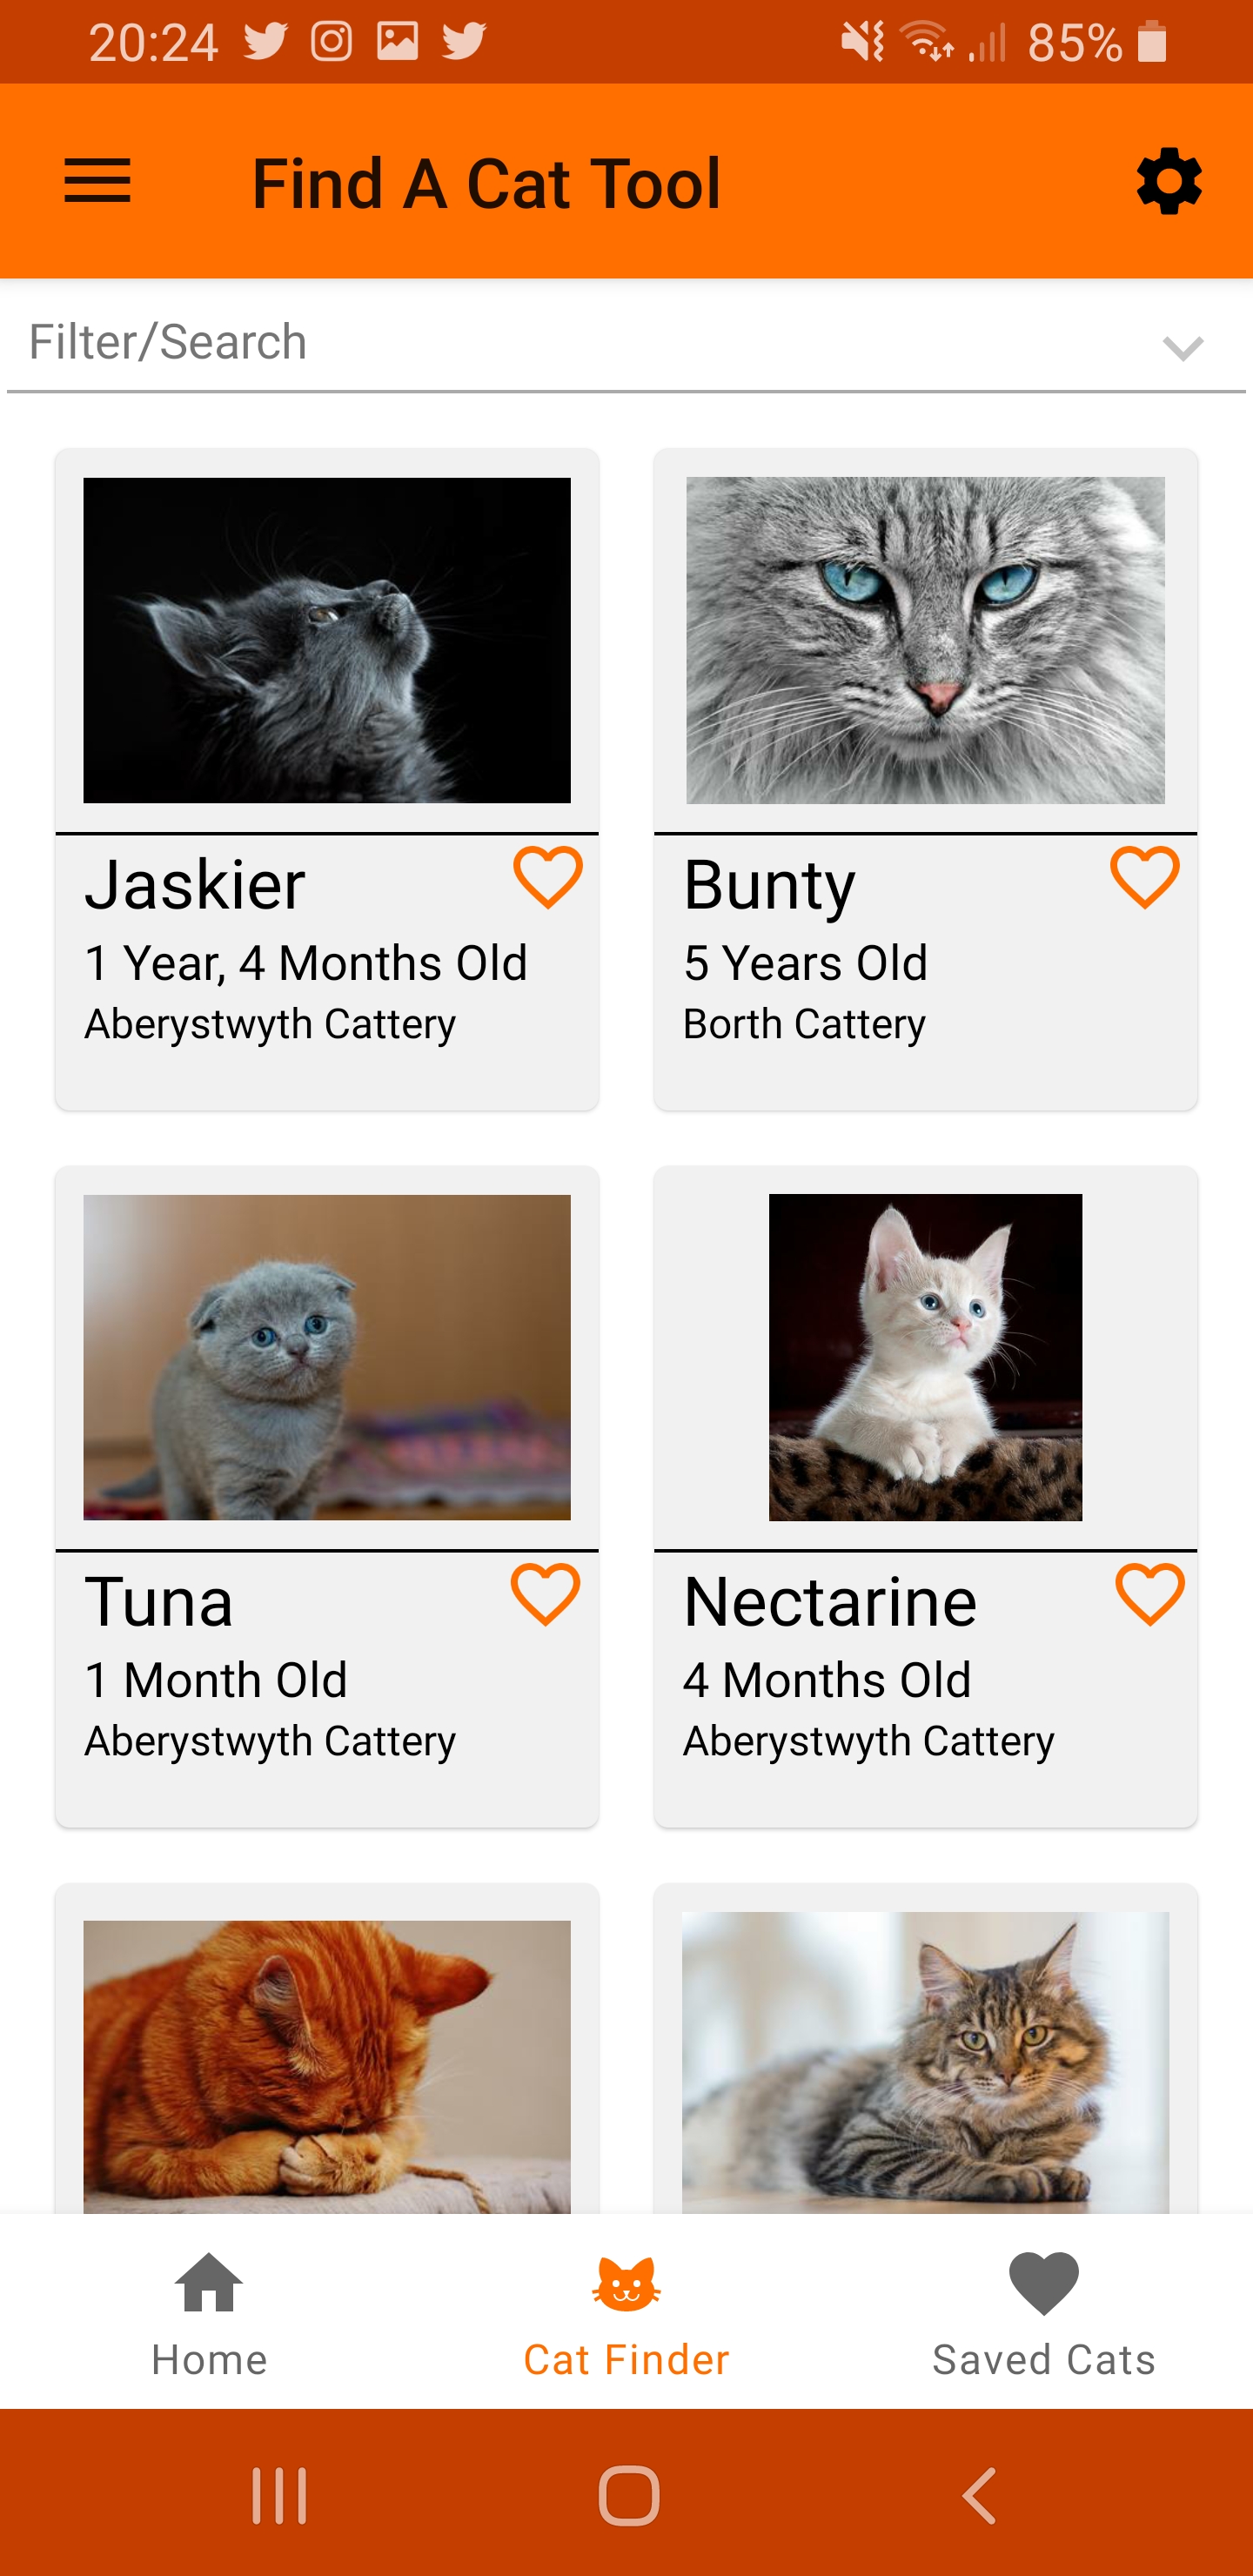 20:24
85%
Find A Cat Tool
Filter/Search
Jaskier
1 Year, 4 Months Old
Aberystwyth Cattery
Bunty
5 Years Old
Borth Cattery
Tuna
1 Month Old
Aberystwyth Cattery
Nectarine
4 Months Old
Aberystwyth Cattery
Home
Cat Finder
Saved Cats